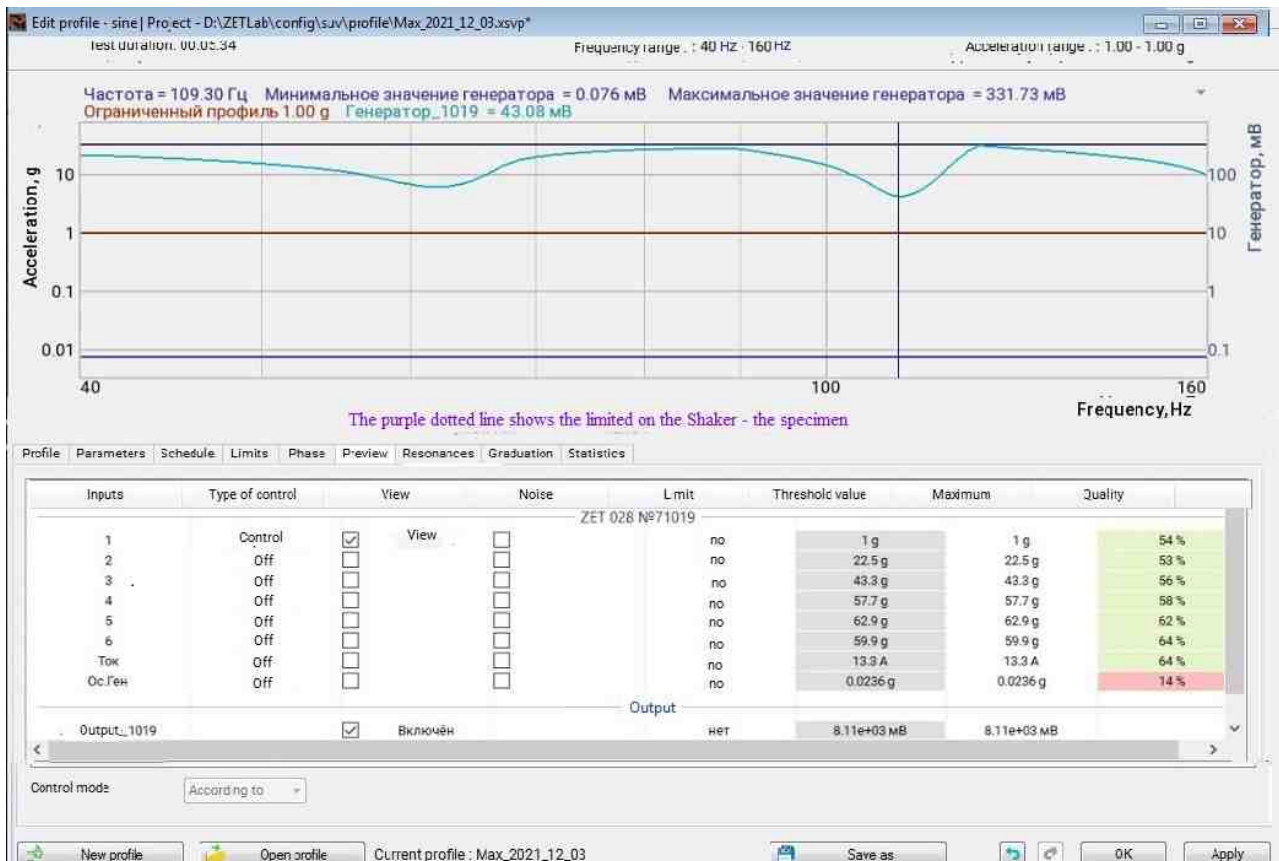 Edit profile - sine | Project - D:\ZETLab\config\suv\profile\Max_2021_12_03.xsvp*
Test duration: 00:05:34 Frequency range . : 40 Hz - 160 Hz Acceleration range . : 1.00 - 1.00 g
Частота = 109.30 Гц Минимальное значение генератора = 0.076 мВ Максимальное значение генератора = 331.73 мВ
Ограниченный профиль 1.00 g Генератор_1019 = 43.08 мВ
Acceleration, g
10
1
0.1
0.01
100
10
1
0.1
Генератор, мВ
40 100 160
Frequency, Hz
The purple dotted line shows the limited on the Shaker - the specimen
Profile Parameters Schedule Limits Phase Preview Resonances Graduation Statistics
Inputs Type of control View Noise Limit Threshold value Maximum Quality
ZET 028 №71019
1 Control View no 1 g 1 g 54 %
2 Off no 22.5 g 22.5 g 53 %
3 Off no 43.3 g 43.3 g 56 %
4 Off no 57.7 g 57.7 g 58 %
5 Off no 62.9 g 62.9 g 62 %
6 Off no 59.9 g 59.9 g 64 %
Ток Off no 13.3 A 13.3 A 64 %
Ос.Ген Off no 0.0236 g 0.0236 g 14 %
Output
Output_1019 Включён нет 8.11e+03 мВ 8.11e+03 мВ
Control mode According to
New profile Open profile Current profile : Max_2021_12_03 Save as OK Apply